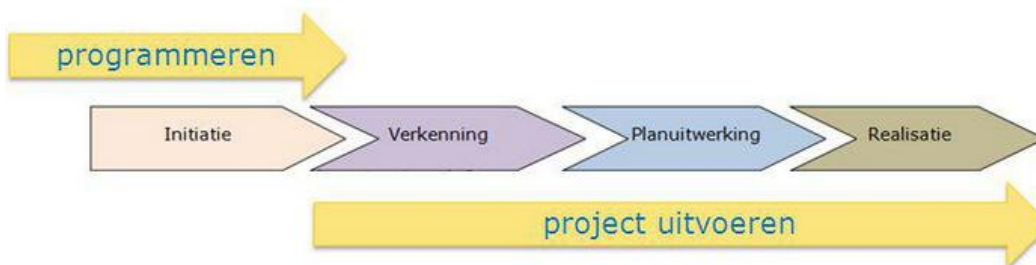 programmeren
Initiatie
Verkenning
Planuitwerking
Realisatie
project uitvoeren